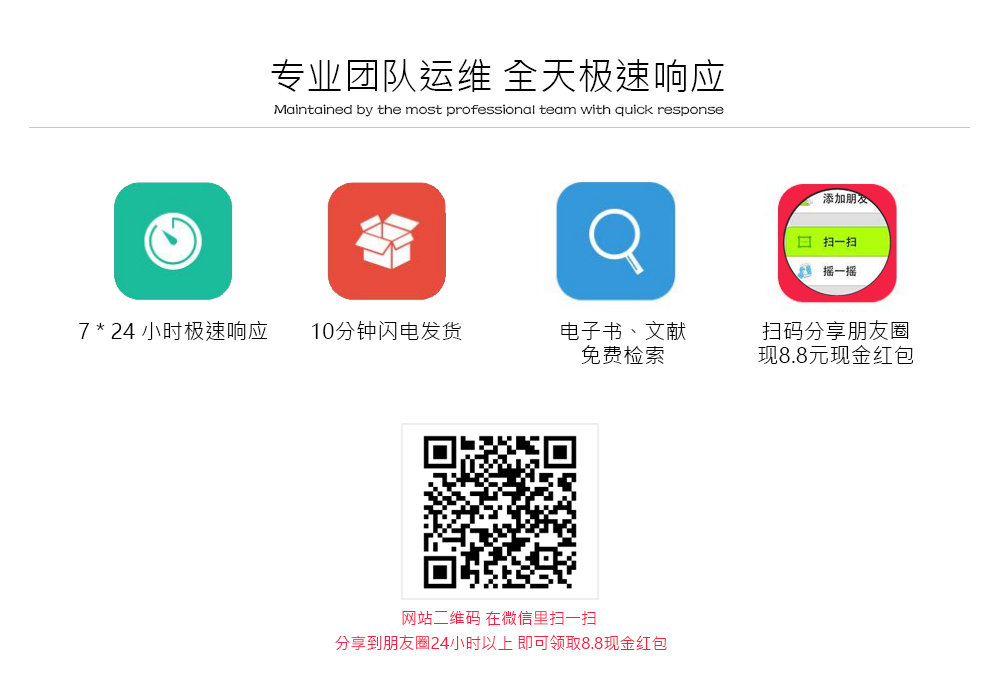 专业团队运维 全天极速响应
Maintained by the most professional team with quick response
添加朋友
扫一扫
摇一摇
7 * 24 小时极速响应
10分钟闪电发货
电子书、文献
免费检索
扫码分享朋友圈
现8.8元现金红包
网站二维码 在微信里扫一扫
分享到朋友圈24小时以上 即可领取8.8现金红包